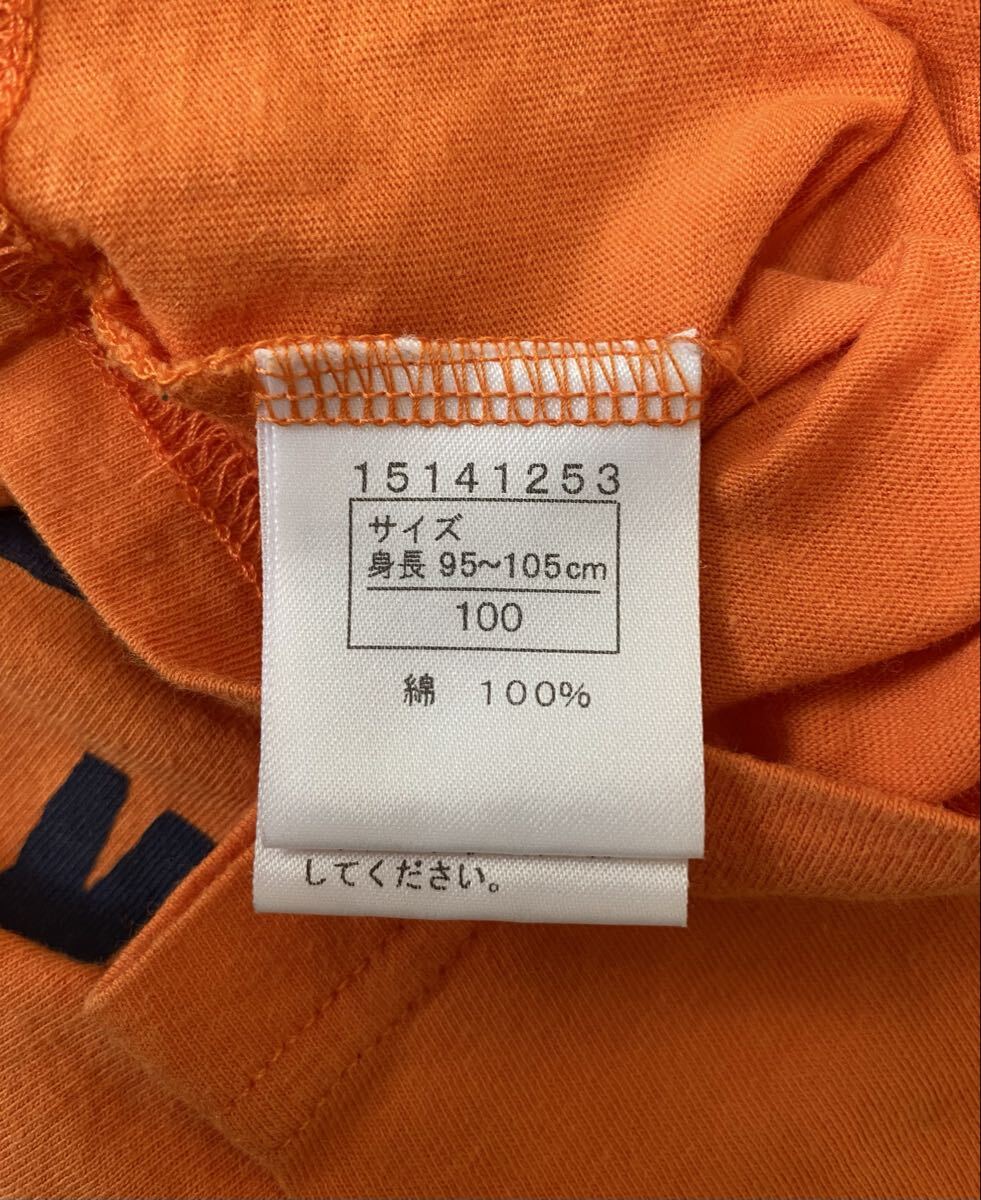 15141253
サイズ
身長 95〜105cm
100
綿 100%
してください。